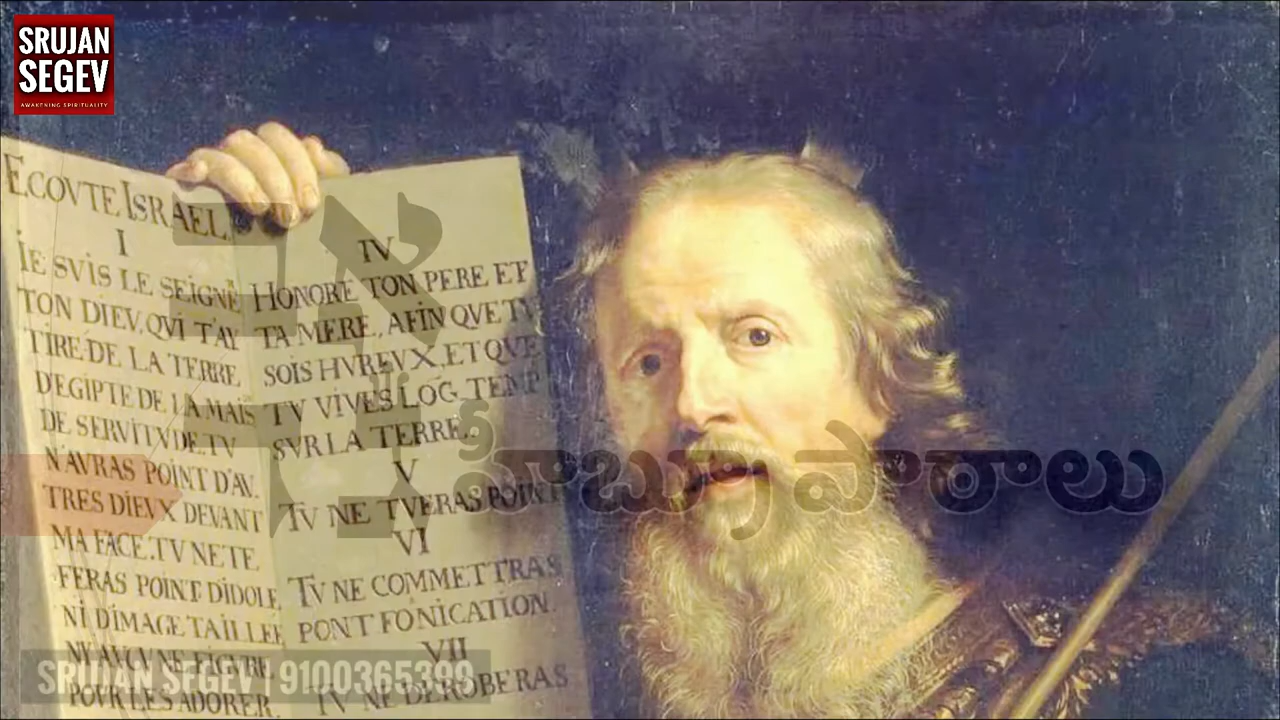 SRUJAN
SEGEV
AWAKENING SPIRITUALITY
ECOVTE ISRAEL.
I
IE SVIS LE SEIGNE
TON DIEV, QVI T'AY
TIRE DE LA TERRE
D'EGIPTE DE LA MAIS
DE SERVITVDE. TV
N'AVRAS POINT D'AV.
TRES DIEVX DEVANT
MA FACE. TV NE TE
FERAS POINT D'IDOLE
NI D'IMAGE TAILLEE
NY AVCVNE FIGVRE
POVR LES ADORER.
IV
HONORE TON PERE ET
TA MERE, AFIN QVE TV
SOIS HVREVX, ET QVE
TV VIVES LOG. TEMP
SVR LA TERRE.
V
TV NE TVERAS POINT
VI
TV NE COMMETTRAS
PONT FONICATION.
VII
TV NE DEROBERAS
SRUJAN SEGEV | 9100365399